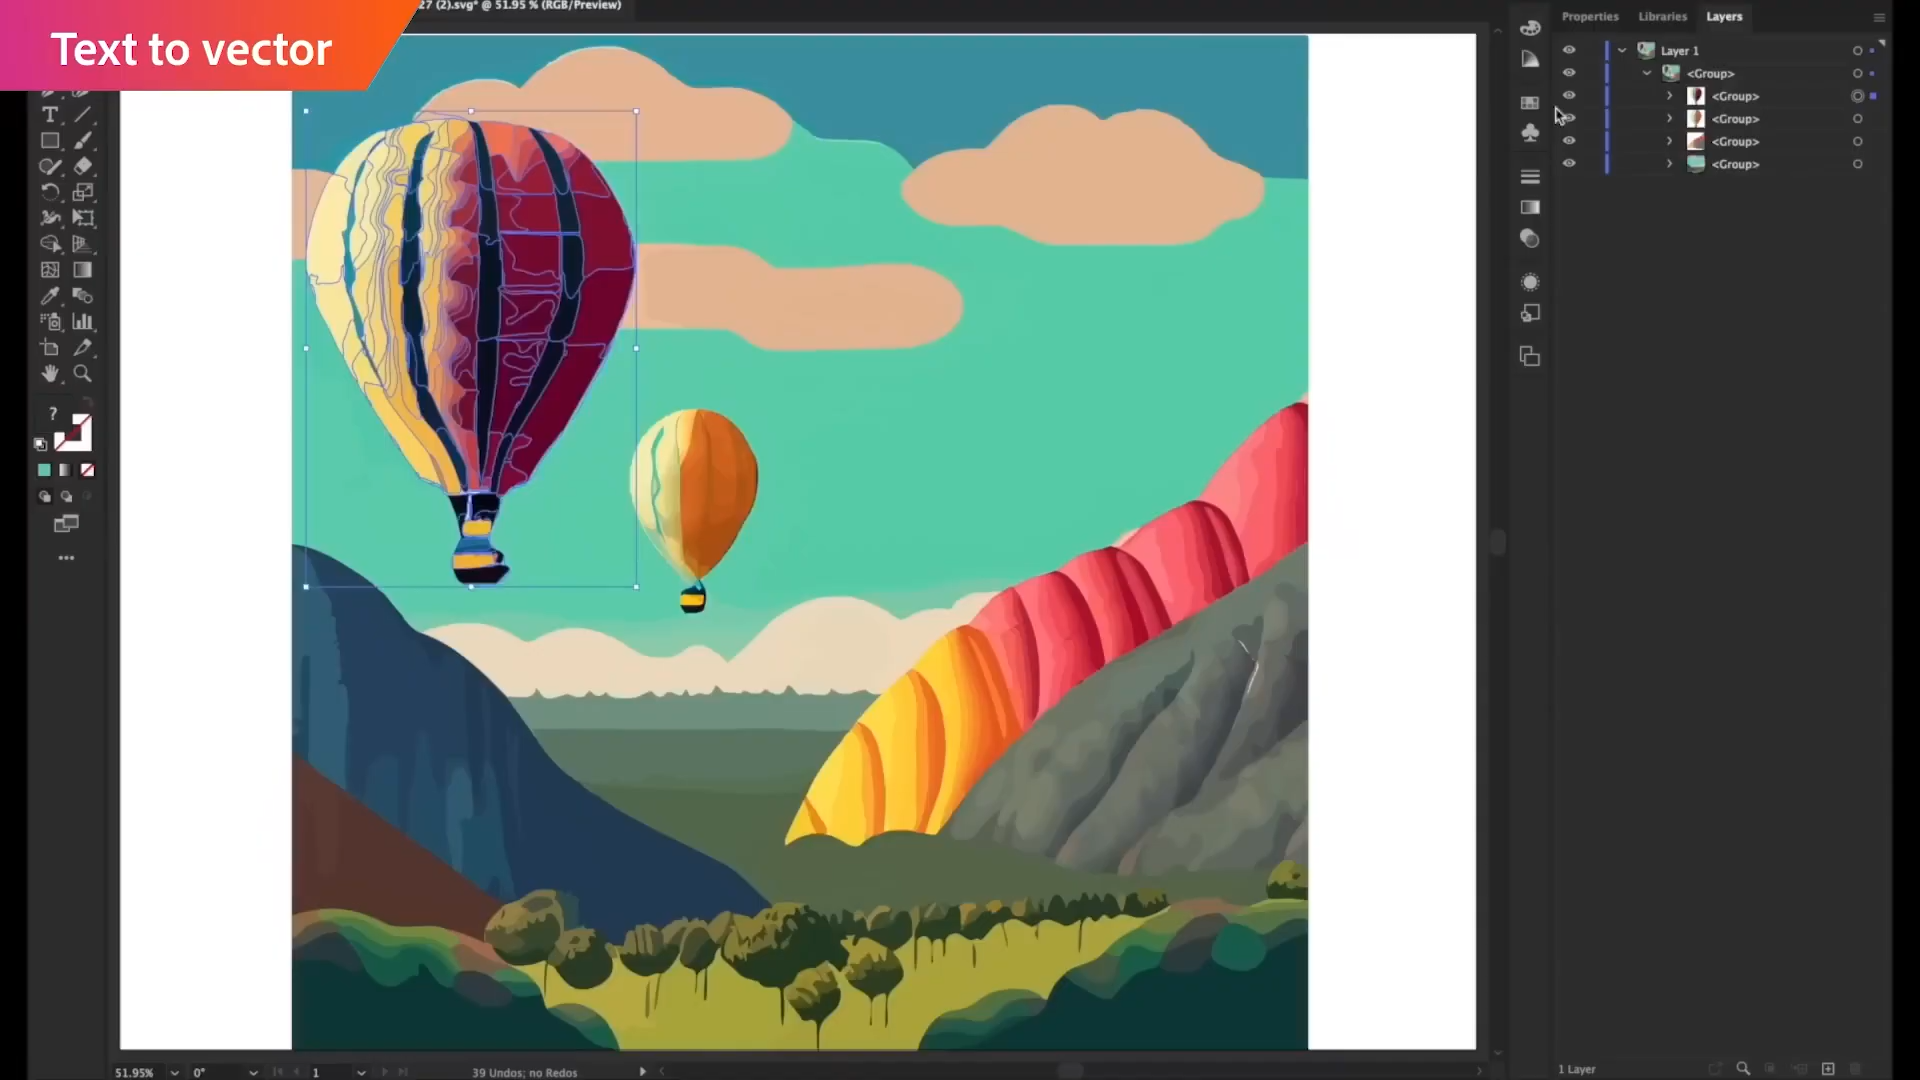 27 (2).svg* @ 51.95 % (RGB/Preview)
Text to vector
Properties
Libraries
Layers
Layer 1
<Group>
<Group>
<Group>
<Group>
<Group>
T
?
51.95%
0°
1
39 Undos; no Redos
1 Layer